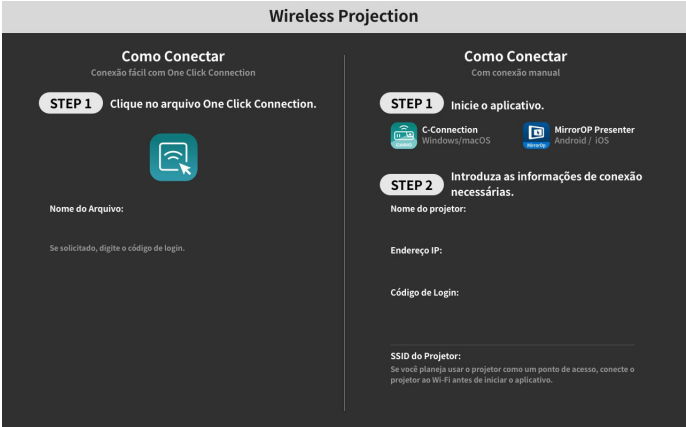 Wireless Projection
Como Conectar
Conexão fácil com One Click Connection
STEP 1 Clique no arquivo One Click Connection.
Nome do Arquivo:
Se solicitado, digite o código de login.
Como Conectar
Com conexão manual
STEP 1 Inicie o aplicativo.
C-Connection
Windows/macOS
CASIO
MirrorOP Presenter
Android / iOS
MirrorOp
STEP 2 Introduza as informações de conexão
necessárias.
Nome do projetor:
Endereço IP:
Código de Login:
SSID do Projetor:
Se você planeja usar o projetor como um ponto de acesso, conecte o
projetor ao Wi-Fi antes de iniciar o aplicativo.